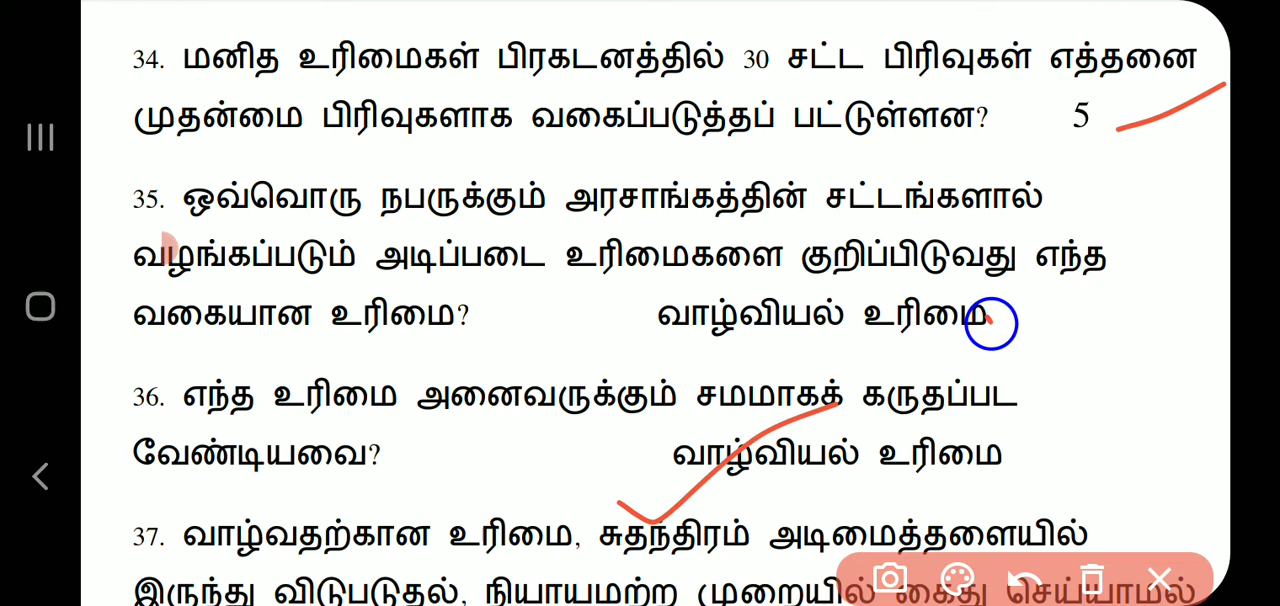 34. மனித உரிமைகள் பிரகடனத்தில் 30 சட்ட பிரிவுகள் எத்தனை
முதன்மை பிரிவுகளாக வகைப்படுத்தப் பட்டுள்ளன? 5
35. ஒவ்வொரு நபருக்கும் அரசாங்கத்தின் சட்டங்களால்
வழங்கப்படும் அடிப்படை உரிமைகளை குறிப்பிடுவது எந்த
வகையான உரிமை? வாழ்வியல் உரிமை
36. எந்த உரிமை அனைவருக்கும் சமமாகக் கருதப்பட
வேண்டியவை? வாழ்வியல் உரிமை
37. வாழ்வதற்கான உரிமை, சுதந்திரம் அடிமைத்தளையில்
இருந்து விடுபடுதல், நியாயமற்ற முறையில் கைது செய்யாமல்